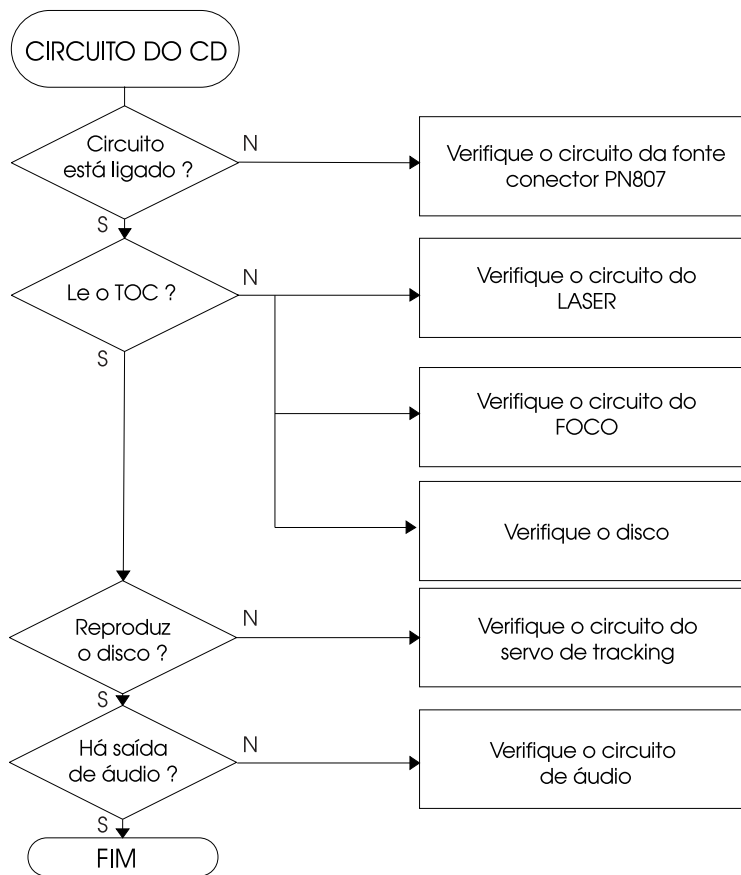 CIRCUITO DO CD
Circuito
está ligado ?
N
Verifique o circuito da fonte
conector PN807
S
Le o TOC ?
N
Verifique o circuito do
LASER
S
Verifique o circuito do
FOCO
Verifique o disco
Reproduz
o disco ?
N
Verifique o circuito do
servo de tracking
S
Há saída
de áudio ?
N
Verifique o circuito
de áudio
S
FIM